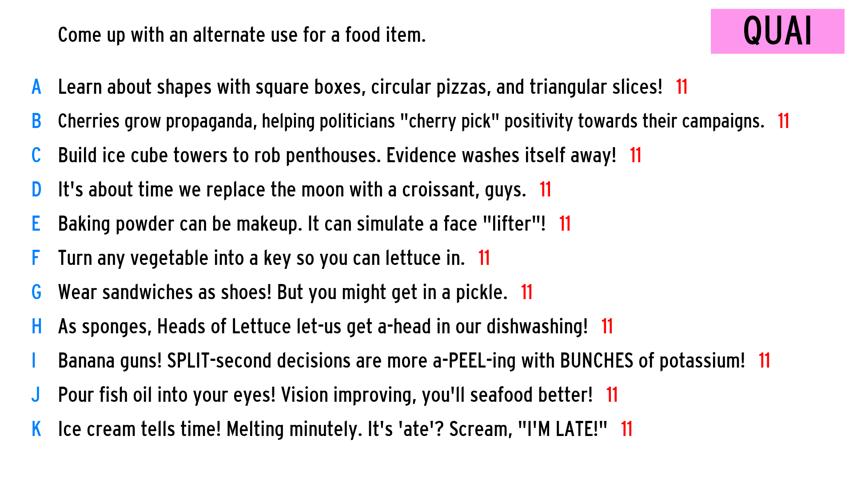 Come up with an alternate use for a food item.
QUAI
A Learn about shapes with square boxes, circular pizzas, and triangular slices! 11
B Cherries grow propaganda, helping politicians "cherry pick" positivity towards their campaigns. 11
C Build ice cube towers to rob penthouses. Evidence washes itself away! 11
D It's about time we replace the moon with a croissant, guys. 11
E Baking powder can be makeup. It can simulate a face "lifter"! 11
F Turn any vegetable into a key so you can lettuce in. 11
G Wear sandwiches as shoes! But you might get in a pickle. 11
H As sponges, Heads of Lettuce let-us get a-head in our dishwashing! 11
I Banana guns! SPLIT-second decisions are more a-PEEL-ing with BUNCHES of potassium! 11
J Pour fish oil into your eyes! Vision improving, you'll seafood better! 11
K Ice cream tells time! Melting minutely. It's 'ate'? Scream, "I'M LATE!" 11